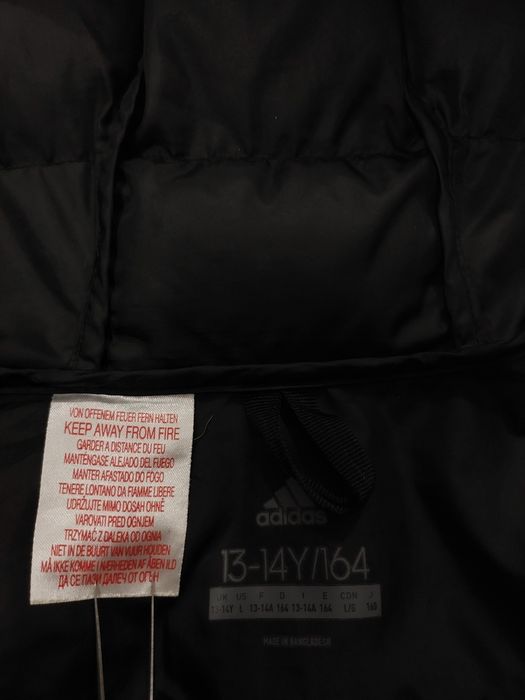 VON OFFENEM FEUER FERN HALTEN
KEEP AWAY FROM FIRE
GARDER A DISTANCE DU FEU
MANTÉNGASE ALEJADO DEL FUEGO
MANTER AFASTADO DO FOGO
TENERE LONTANO DA FIAMME LIBERE
UDRŽUJTE MIMO DOSAH OHNĚ
VAROVATI PRED OGNJEM
TRZYMAĆ Z DALEKA OD OGNIA
NIET IN DE BUURT VAN VUUR HOUDEN
MÅ IKKE KOMME I NÆRHEDEN AF ÅBEN ILD
ДА СЕ ПАЗИ ДАЛЕЧ ОТ ОГЪН
adidas
13-14Y/164
UK US F D I E CDN J
13-14Y L 13-14A 164 13-14A 164 L/G 160
MADE IN BANGLADESH